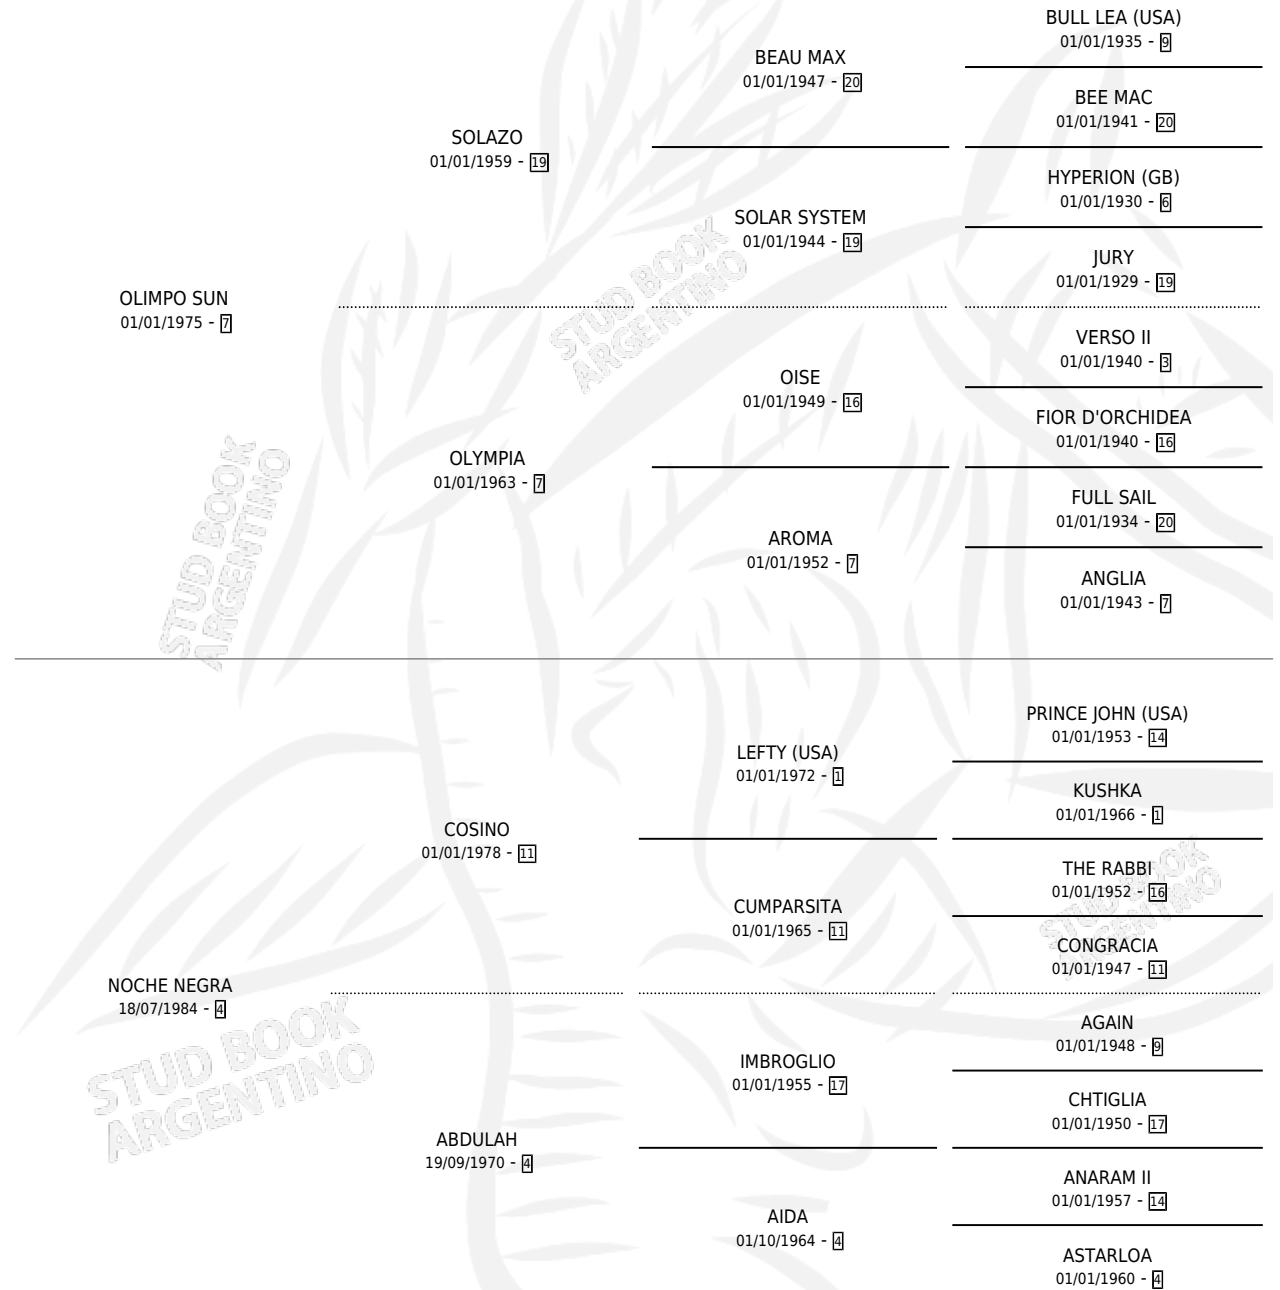 BULL LEA (USA)
01/01/1935 - 9
BEAU MAX
01/01/1947 - 20
BEE MAC
01/01/1941 - 20
SOLAZO
01/01/1959 - 19
HYPERION (GB)
01/01/1930 - 6
SOLAR SYSTEM
01/01/1944 - 19
JURY
01/01/1929 - 19
OLIMPO SUN
01/01/1975 - 7
VERSO II
01/01/1940 - 3
OISE
01/01/1949 - 16
FIOR D'ORCHIDEA
01/01/1940 - 16
OLYMPIA
01/01/1963 - 7
FULL SAIL
01/01/1934 - 20
AROMA
01/01/1952 - 7
ANGLIA
01/01/1943 - 7
PRINCE JOHN (USA)
01/01/1953 - 14
LEFTY (USA)
01/01/1972 - 1
KUSHKA
01/01/1966 - 1
COSINO
01/01/1978 - 11
THE RABBI
01/01/1952 - 16
CUMPARSITA
01/01/1965 - 11
CONGRACIA
01/01/1947 - 11
NOCHE NEGRA
18/07/1984 - 4
AGAIN
01/01/1948 - 9
IMBROGLIO
01/01/1955 - 17
CHTIGLIA
01/01/1950 - 17
ABDULAH
19/09/1970 - 4
ANARAM II
01/01/1957 - 14
AIDA
01/10/1964 - 4
ASTARLOA
01/01/1960 - 4
STUD BOOK
ARGENTINO
STUD BOOK
ARGENTINO
STUD BOOK
ARGENTINO
STUD BOOK
ARGENTINO